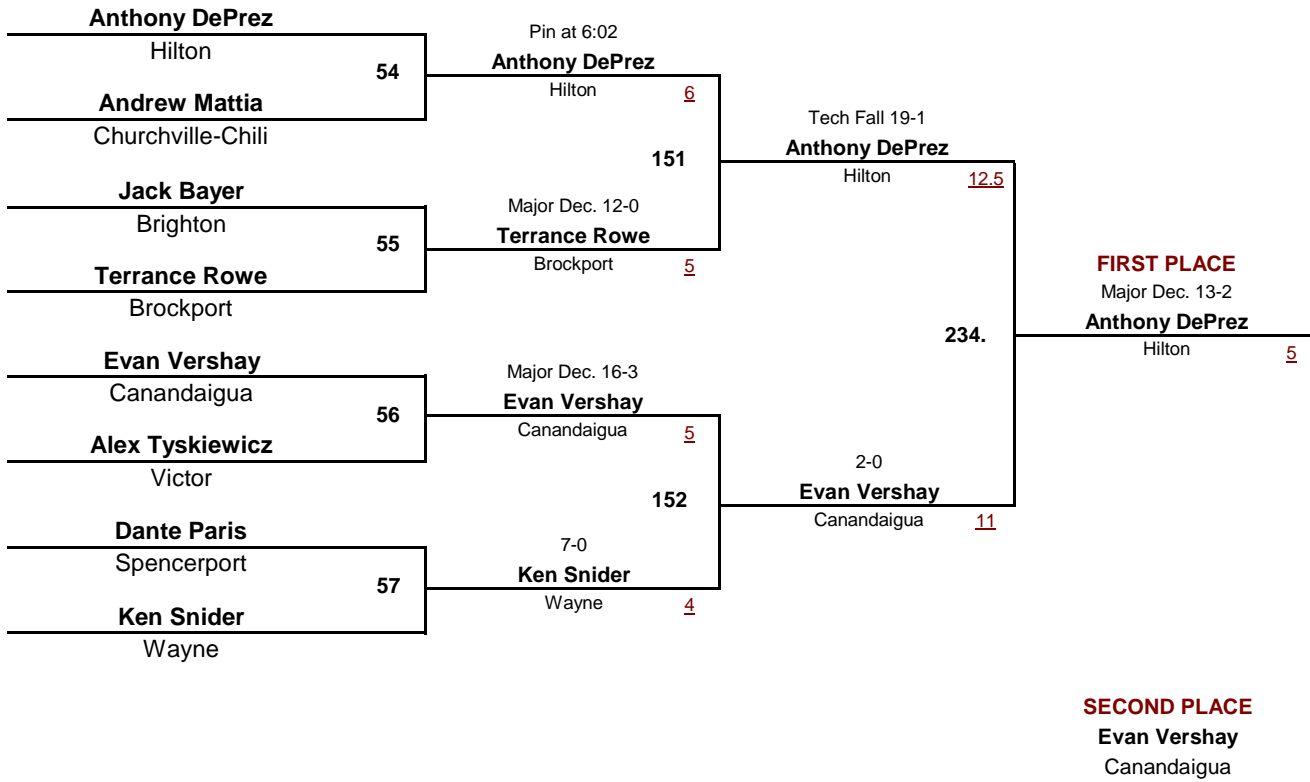 Anthony DePrez
Hilton
54
Andrew Mattia
Churchville-Chili
Jack Bayer
Brighton
55
Terrance Rowe
Brockport
Evan Vershay
Canandaigua
56
Alex Tyskiewicz
Victor
Dante Paris
Spencerport
57
Ken Snider
Wayne
Pin at 6:02
Anthony DePrez
Hilton 6
151
Major Dec. 12-0
Terrance Rowe
Brockport 5
Major Dec. 16-3
Evan Vershay
Canandaigua 5
152
7-0
Ken Snider
Wayne 4
Tech Fall 19-1
Anthony DePrez
Hilton 12.5
234.
2-0
Evan Vershay
Canandaigua 11
FIRST PLACE
Major Dec. 13-2
Anthony DePrez
Hilton 5
SECOND PLACE
Evan Vershay
Canandaigua